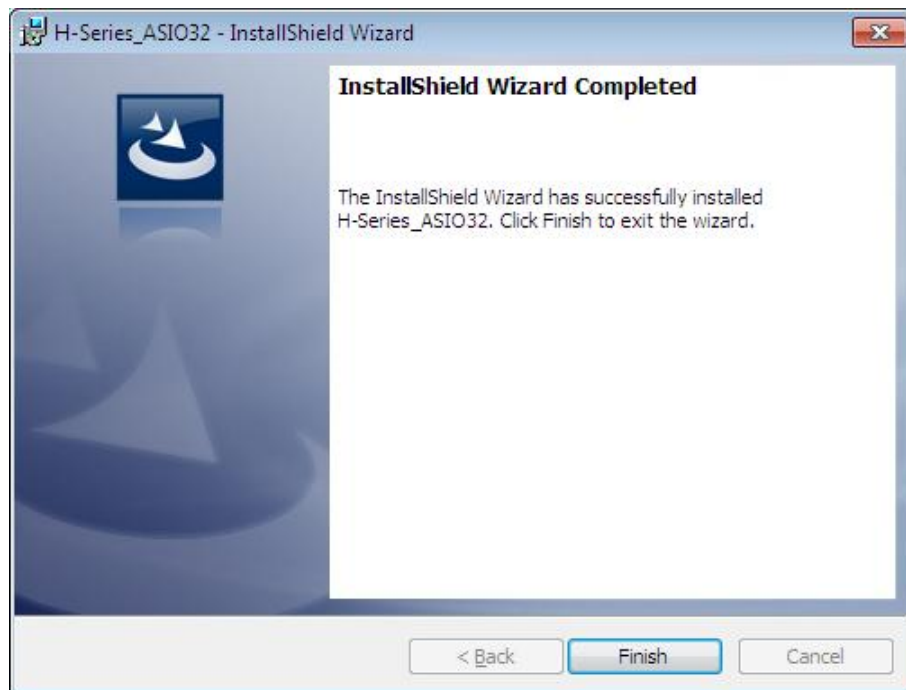 H-Series_ASIO32 - InstallShield Wizard
InstallShield Wizard Completed
The InstallShield Wizard has successfully installed
H-Series_ASIO32. Click Finish to exit the wizard.
< Back
Finish
Cancel